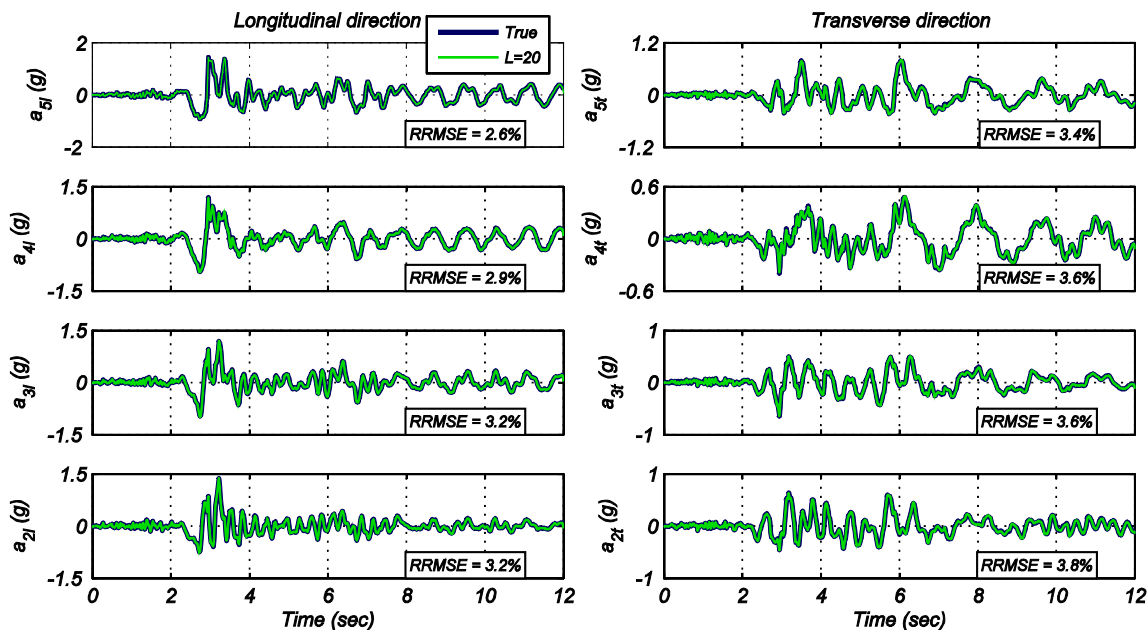 Longitudinal direction
Transverse direction
True
L=20
2
0
-2
a5l (g)
RRMSE = 2.6%
1.2
0
-1.2
a5t (g)
RRMSE = 3.4%
1.5
0
-1.5
a4l (g)
RRMSE = 2.9%
0.6
0
-0.6
a4t (g)
RRMSE = 3.6%
1.5
0
-1.5
a3l (g)
RRMSE = 3.2%
1
0
-1
a3t (g)
RRMSE = 3.6%
1.5
0
-1.5
a2l (g)
RRMSE = 3.2%
0 2 4 6 8 10 12
Time (sec)
1
0
-1
a2t (g)
RRMSE = 3.8%
0 2 4 6 8 10 12
Time (sec)